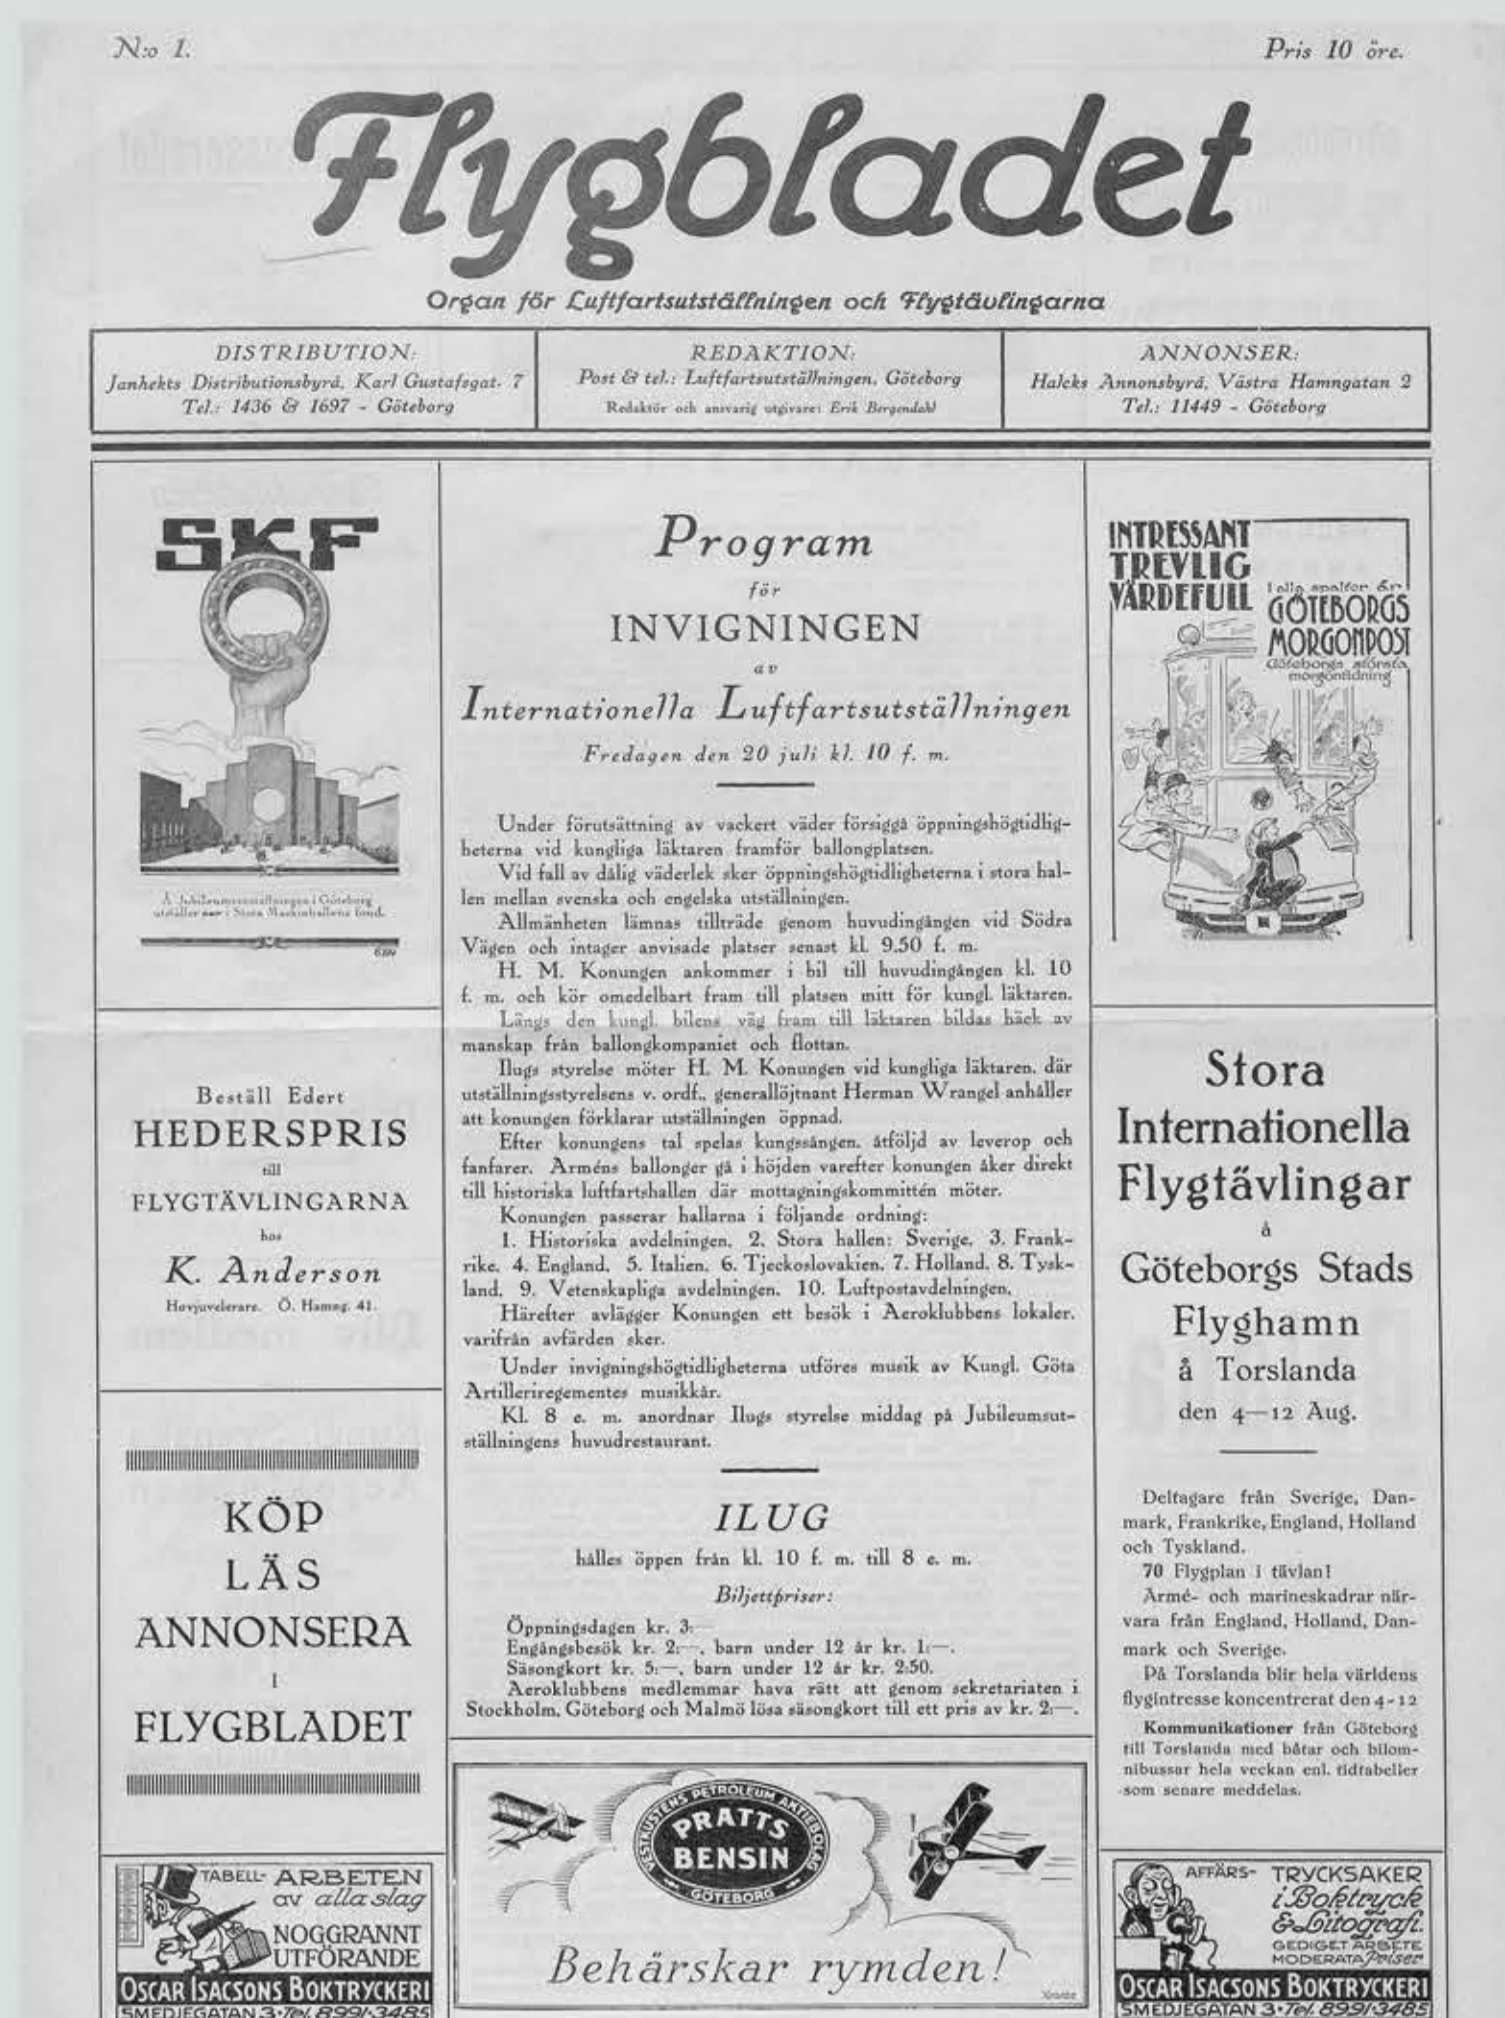 N:o 1.
Pris 10 öre.
Flygbladet
Organ för Luftfartsutställningen och Flygtävlingarna
DISTRIBUTION:
Janhekts Distributionsbyrå, Karl Gustafsgat. 7
Tel.: 1436 & 1697 - Göteborg
REDAKTION:
Post & tel.: Luftfartsutställningen, Göteborg
Redaktör och ansvarig utgivare: Erik Bergendahl
ANNONSER:
Halcks Annonsbyrå, Västra Hamngatan 2
Tel.: 11449 - Göteborg
SKF
Å Jubileumsutställningen i Göteborg
utställer SKF i Stora Maskinhallens fond.
Beställ Edert
HEDERSPRIS
till
FLYGTÄVLINGARNA
hos
K. Anderson
Hovjuvelerare. Ö. Hamng. 41.
KÖP
LÄS
ANNONSERA
I
FLYGBLADET
TABELL- ARBETEN
av alla slag
NOGGRANNT
UTFÖRANDE
OSCAR ISACSONS BOKTRYCKERI
SMEDJEGATAN 3 · Tel. 8991·3485
Program
för
INVIGNINGEN
av
Internationella Luftfartsutställningen
Fredagen den 20 juli kl. 10 f. m.
Under förutsättning av vackert väder försiggå öppningshögtidlig-
heterna vid kungliga läktaren framför ballongplatsen.
Vid fall av dålig väderlek sker öppningshögtidligheterna i stora hal-
len mellan svenska och engelska utställningen.
Allmänheten lämnas tillträde genom huvudingången vid Södra
Vägen och intager anvisade platser senast kl. 9.50 f. m.
H. M. Konungen ankommer i bil till huvudingången kl. 10
f. m. och kör omedelbart fram till platsen mitt för kungl. läktaren.
Längs den kungl. bilens väg fram till läktaren bildas häck av
manskap från ballongkompaniet och flottan.
Ilugs styrelse möter H. M. Konungen vid kungliga läktaren, där
utställningsstyrelsens v. ordf., generallöjtnant Herman Wrangel anhåller
att konungen förklarar utställningen öppnad.
Efter konungens tal spelas kungssången, åtföljd av leverop och
fanfarer. Arméns ballonger gå i höjden varefter konungen åker direkt
till historiska luftfartshallen där mottagningskommittén möter.
Konungen passerar hallarna i följande ordning:
1. Historiska avdelningen, 2. Stora hallen: Sverige, 3. Frank-
rike, 4. England, 5. Italien, 6. Tjeckoslovakien, 7. Holland, 8. Tysk-
land, 9. Vetenskapliga avdelningen, 10. Luftpostavdelningen,
Härefter avlägger Konungen ett besök i Aeroklubbens lokaler,
varifrån avfärden sker.
Under invigningshögtidligheterna utföres musik av Kungl. Göta
Artilleriregementes musikkår.
Kl. 8 e. m. anordnar Ilugs styrelse middag på Jubileumsut-
ställningens huvudrestaurant.
ILUG
hålles öppen från kl. 10 f. m. till 8 e. m.
Biljettpriser:
Öppningsdagen kr. 3:—
Engångsbesök kr. 2:—, barn under 12 år kr. 1:—.
Säsongkort kr. 5:—, barn under 12 år kr. 2:50.
Aeroklubbens medlemmar hava rätt att genom sekretariaten i
Stockholm, Göteborg och Malmö lösa säsongkort till ett pris av kr. 2:—.
VESTKUSTENS PETROLEUM AKTIEBOLAG
PRATTS
BENSIN
GÖTEBORG
Behärskar rymden!
INTRESSANT
TREVLIG
VÄRDEFULL
I alla spalter är
GÖTEBORGS
MORGONPOST
Göteborgs största
morgontidning
Stora
Internationella
Flygtävlingar
å
Göteborgs Stads
Flyghamn
å Torslanda
den 4—12 Aug.
Deltagare från Sverige, Dan-
mark, Frankrike, England, Holland
och Tyskland.
70 Flygplan i tävlan!
Armé- och marineskadrar när-
vara från England, Holland, Dan-
mark och Sverige.
På Torslanda blir hela världens
flygintresse koncentrerat den 4-12
Kommunikationer från Göteborg
till Torslanda med båtar och bilom-
nibussar hela veckan enl. tidtabeller
som senare meddelas.
AFFÄRS- TRYCKSAKER
i Boktryck
& Litografi.
GEDIGET ARBETE
MODERATA Priser
OSCAR ISACSONS BOKTRYCKERI
SMEDJEGATAN 3 · Tel. 8991·3485